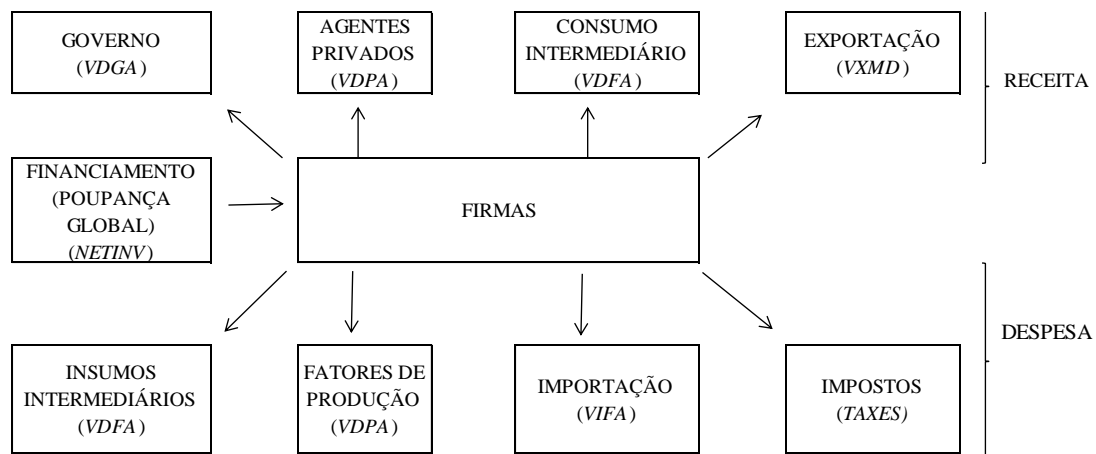 GOVERNO
(VDGA)
AGENTES
PRIVADOS
(VDPA)
CONSUMO
INTERMEDIÁRIO
(VDFA)
EXPORTAÇÃO
(VXMD)
RECEITA
FINANCIAMENTO
(POUPANÇA
GLOBAL)
(NETINV)
FIRMAS
DESPESA
INSUMOS
INTERMEDIÁRIOS
(VDFA)
FATORES DE
PRODUÇÃO
(VDPA)
IMPORTAÇÃO
(VIFA)
IMPOSTOS
(TAXES)